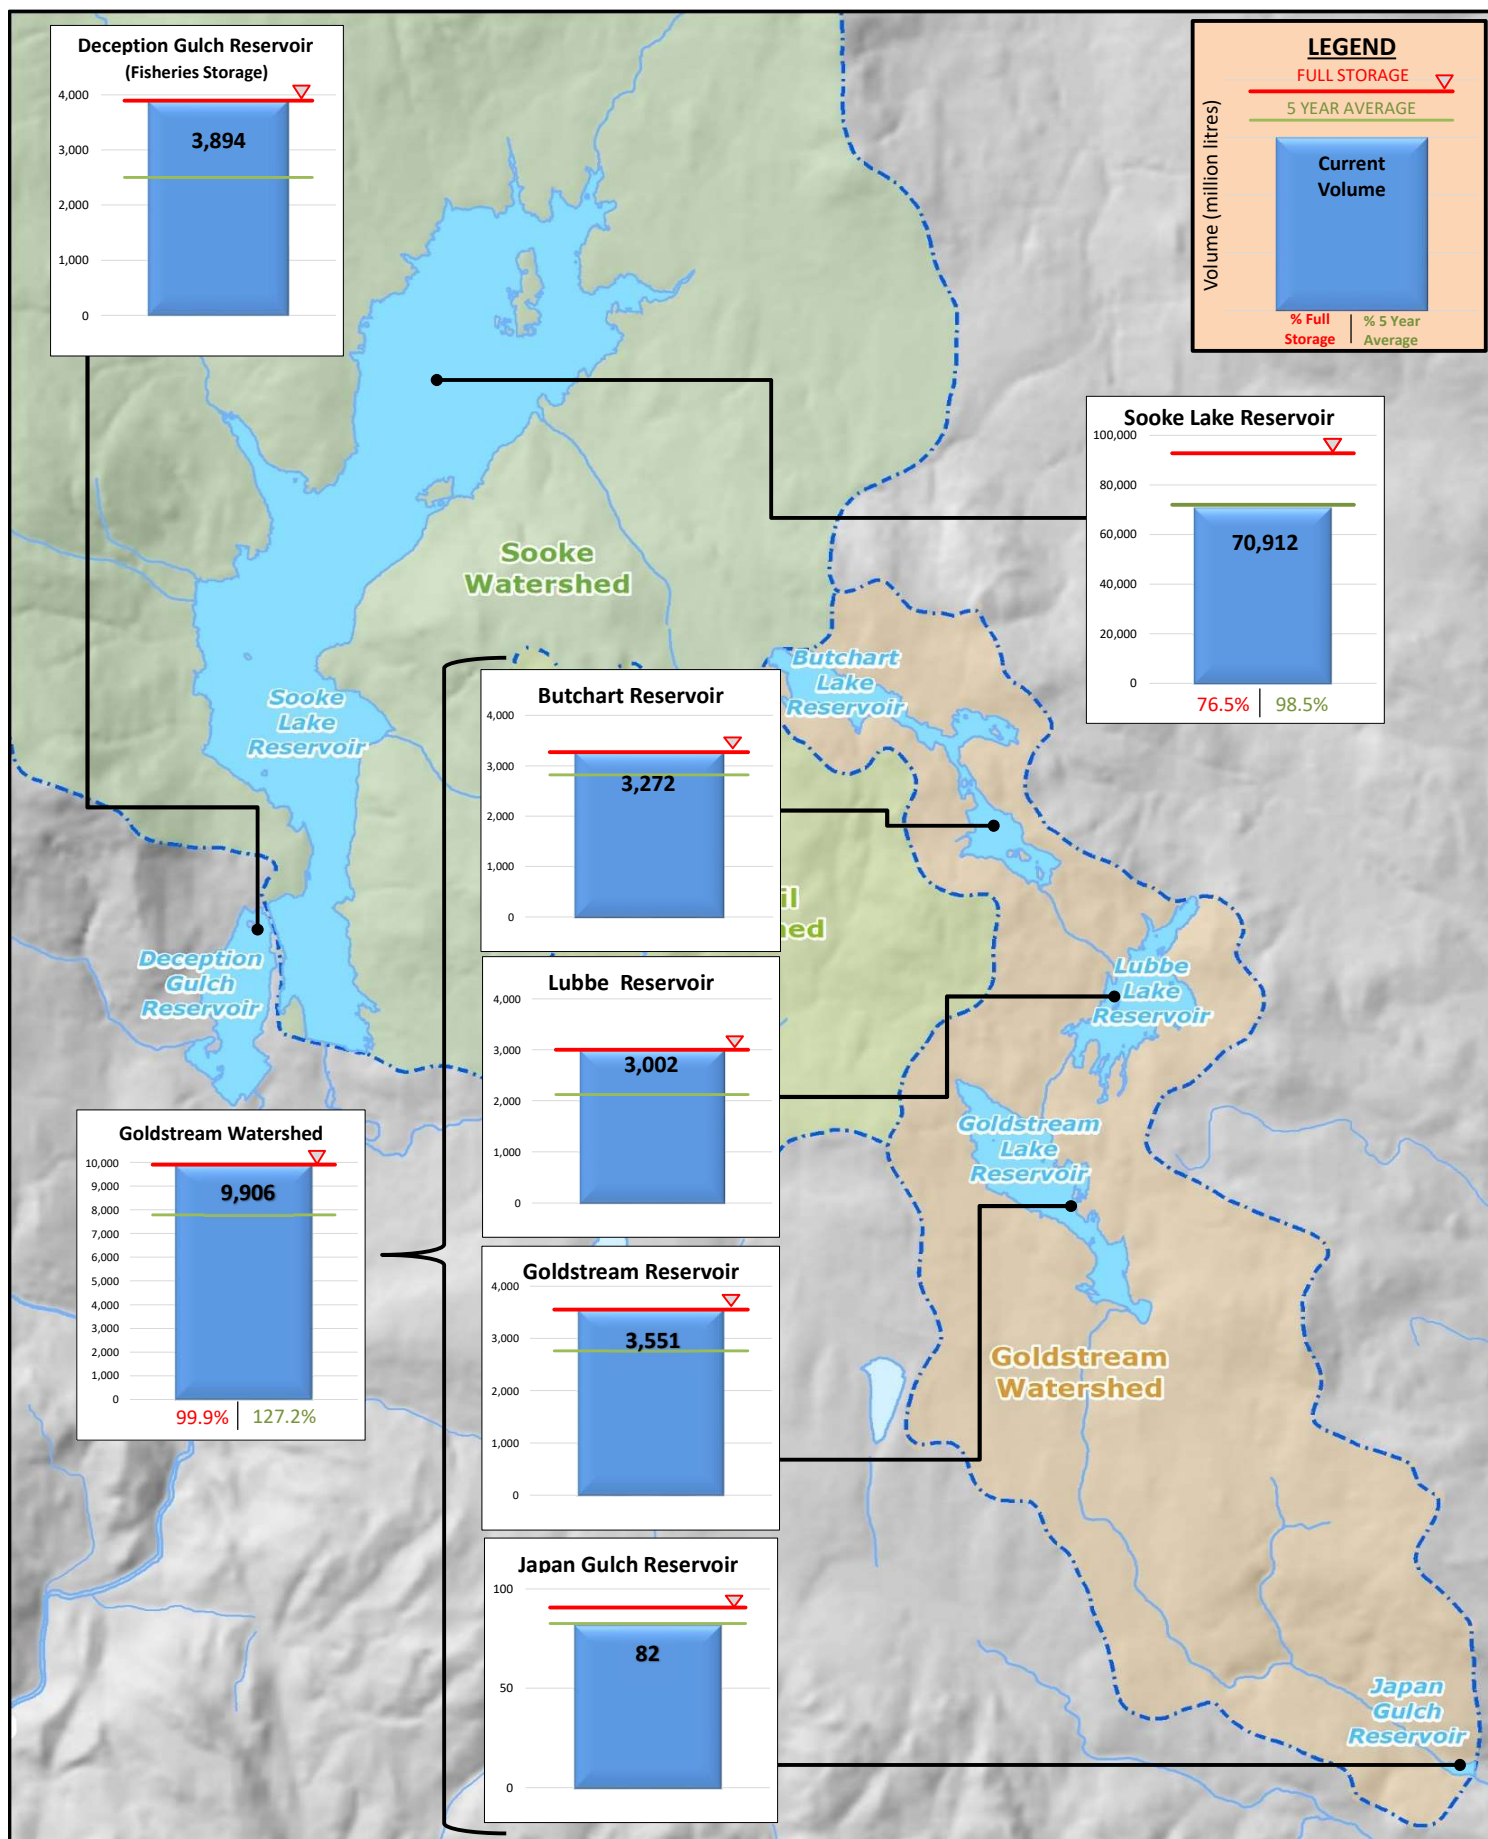 Deception Gulch Reservoir
(Fisheries Storage)
4,000
3,000
2,000
1,000
0
3,894
LEGEND
FULL STORAGE
5 YEAR AVERAGE
Volume (million litres)
Current
Volume
% Full
Storage
% 5 Year
Average
Sooke Lake Reservoir
100,000
80,000
60,000
40,000
20,000
0
70,912
76.5%
98.5%
Sooke
Watershed
Sooke
Lake
Reservoir
Butchart
Lake
Reservoir
Butchart Reservoir
4,000
3,000
2,000
1,000
0
3,272
il
ned
Deception
Gulch
Reservoir
Lubbe
Lake
Reservoir
Lubbe Reservoir
4,000
3,000
2,000
1,000
0
3,002
Goldstream
Lake
Reservoir
Goldstream Watershed
10,000
9,000
8,000
7,000
6,000
5,000
4,000
3,000
2,000
1,000
0
9,906
99.9%
127.2%
Goldstream Reservoir
4,000
3,000
2,000
1,000
0
3,551
Goldstream
Watershed
Japan Gulch Reservoir
100
50
0
82
Japan
Gulch
Reservoir